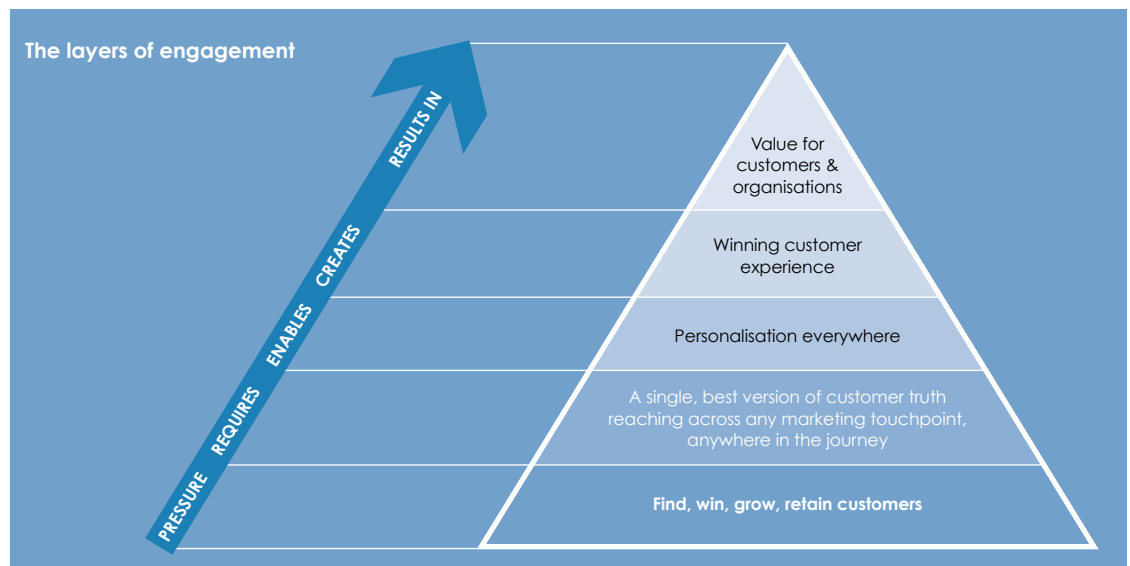 The layers of engagement
RESULTS IN
CREATES
ENABLES
REQUIRES
PRESSURE
Value for
customers &
organisations
Winning customer
experience
Personalisation everywhere
A single, best version of customer truth
reaching across any marketing touchpoint,
anywhere in the journey
Find, win, grow, retain customers